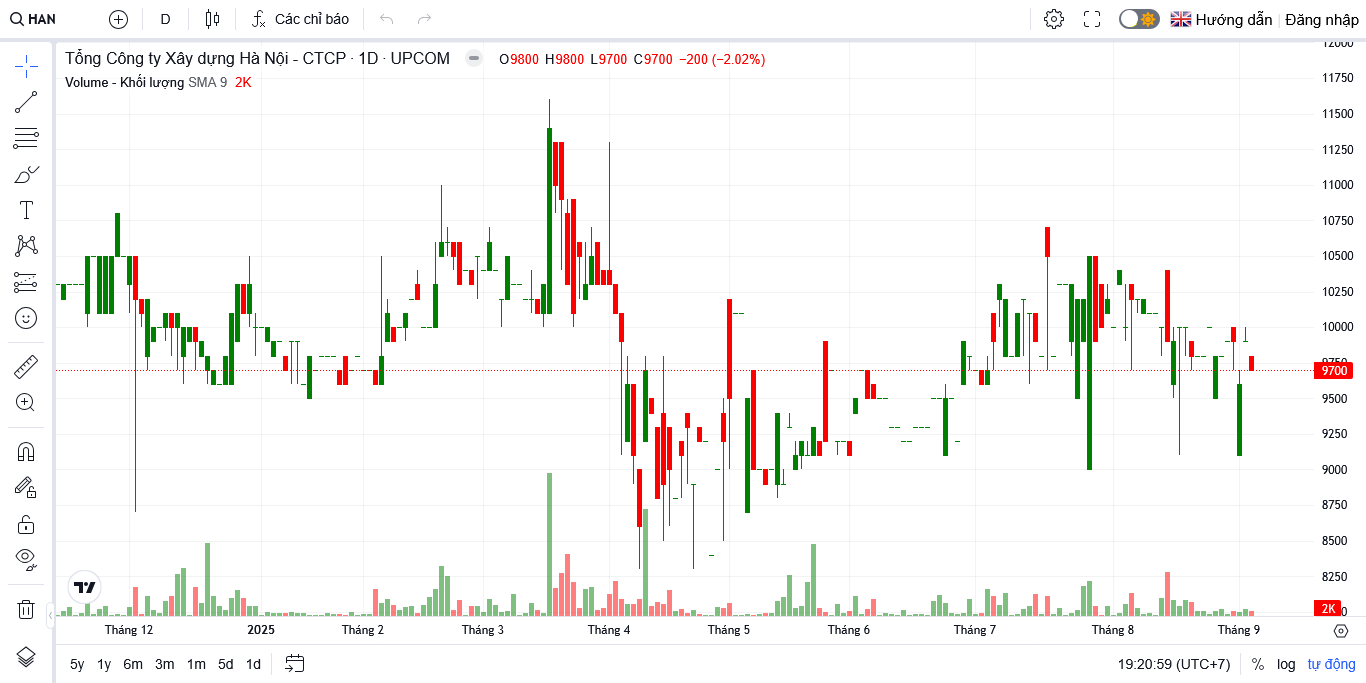 HAN D Các chỉ báo Hướng dẫn Đăng nhập
Tổng Công ty Xây dựng Hà Nội - CTCP · 1D · UPCOM O9800 H9800 L9700 C9700 −200 (−2.02%)
Volume - Khối lượng SMA 9 2K
12000
11750
11500
11250
11000
10750
10500
10250
10000
9750
9700
9500
9250
9000
8750
8500
8250
2K
Tháng 12 2025 Tháng 2 Tháng 3 Tháng 4 Tháng 5 Tháng 6 Tháng 7 Tháng 8 Tháng 9
5y 1y 6m 3m 1m 5d 1d 19:20:59 (UTC+7) % log tự động